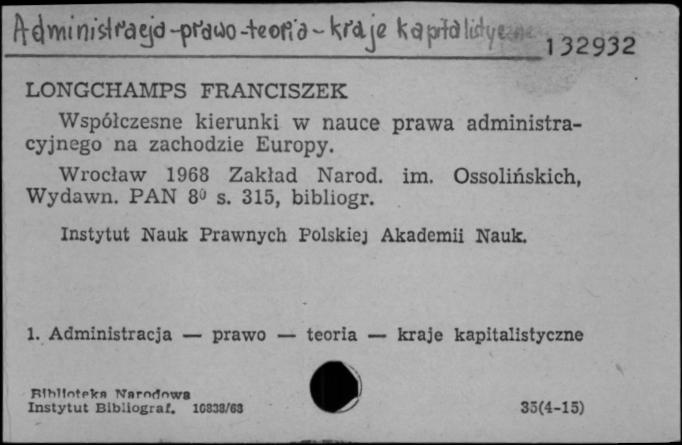 Administracja-prawo-teoria-kraje kapitalistyczne
132932
LONGCHAMPS FRANCISZEK
Współczesne kierunki w nauce prawa administra-
cyjnego na zachodzie Europy.
Wrocław 1968 Zakład Narod. im. Ossolińskich,
Wydawn. PAN 8⁰ s. 315, bibliogr.
Instytut Nauk Prawnych Polskiej Akademii Nauk.
1. Administracja — prawo — teoria — kraje kapitalistyczne
Biblioteka Narodowa
Instytut Bibliograf. 10838/68
35(4-15)